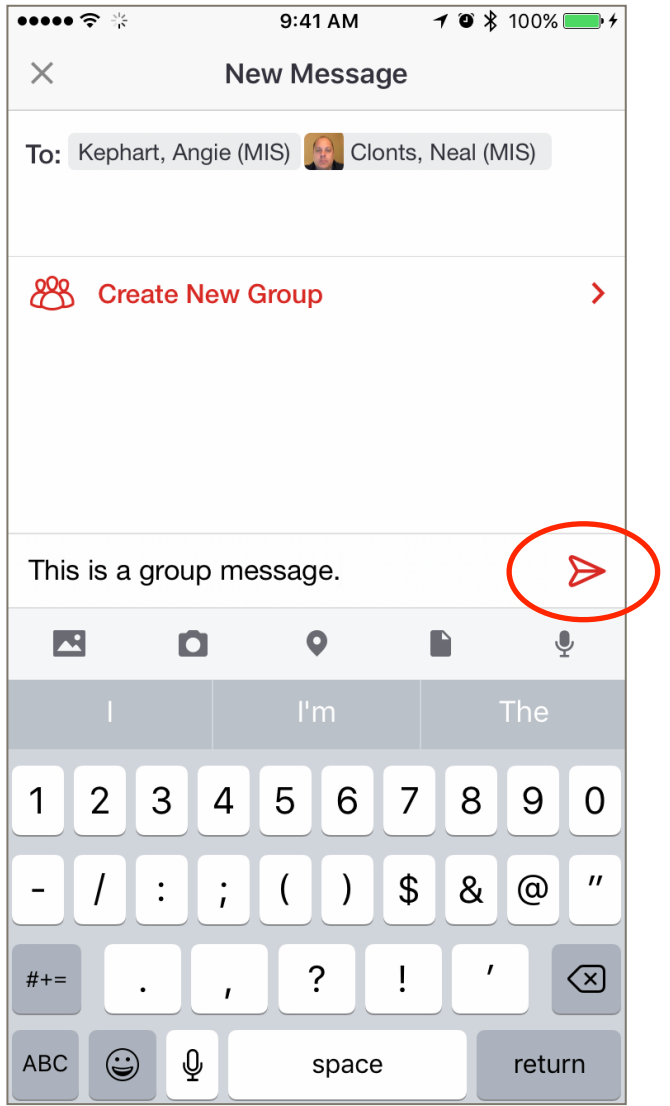 9:41 AM 100%
New Message
To: Kephart, Angie (MIS) Clonts, Neal (MIS)
Create New Group
This is a group message.
I I'm The
1 2 3 4 5 6 7 8 9 0
- / : ; ( ) $ & @ "
#+= . , ? ! '
ABC space return